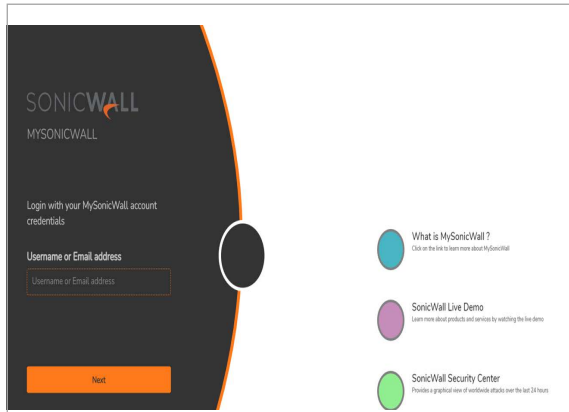 SONICWALL
MYSONICWALL
Login with your MySonicWall account
credentials
Username or Email address
Username or Email address
Next
What is MySonicWall ?
Click on the link to learn more about MySonicWall
SonicWall Live Demo
Learn more about products and services by watching the live demo
SonicWall Security Center
Provides a graphical view of worldwide attacks over the last 24 hours